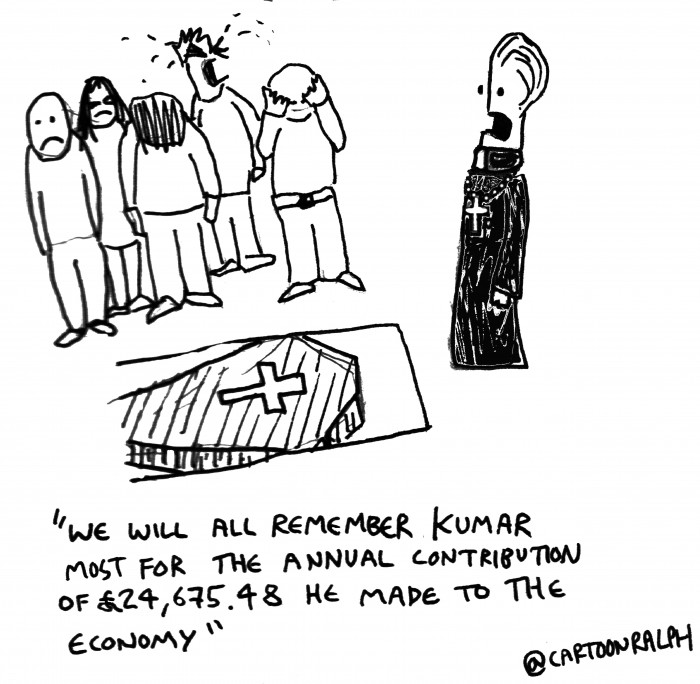 "WE WILL ALL REMEMBER KUMAR
MOST FOR THE ANNUAL CONTRIBUTION
OF £24,675.48 HE MADE TO THE
ECONOMY"
@CARTOONRALPH